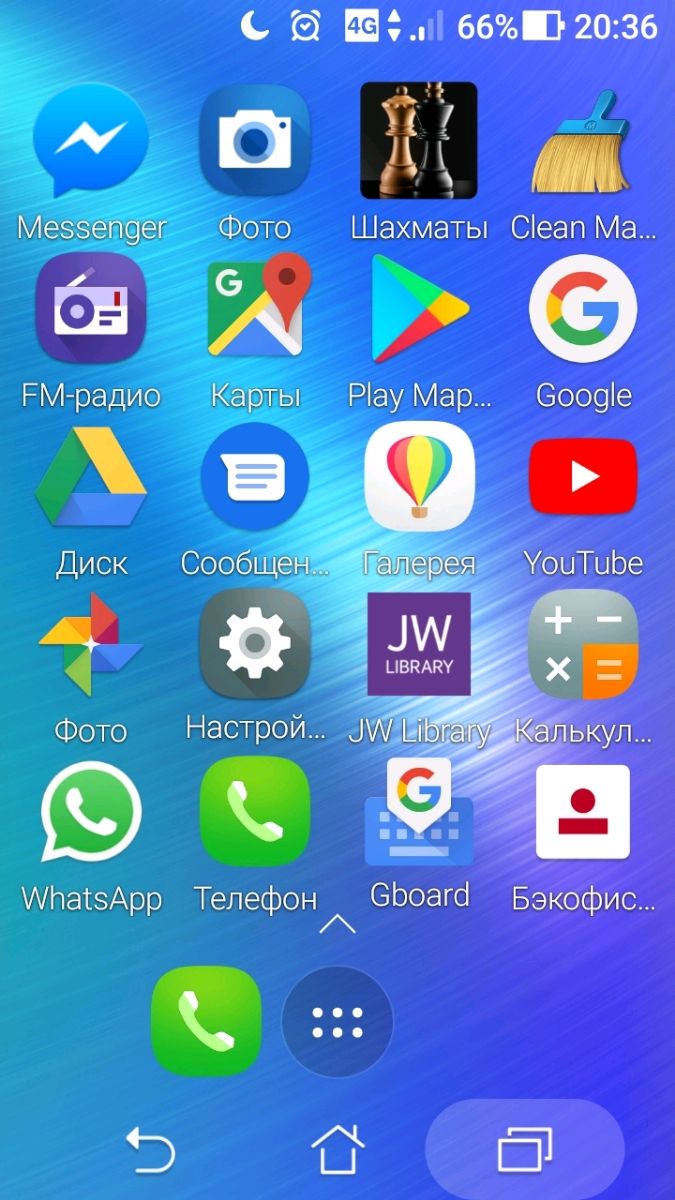 4G 66% 20:36
Messenger Фото Шахматы Clean Ma...
G
FM-радио Карты Play Мар... Google
Диск Сообщен... Галерея YouTube
JW
LIBRARY
Фото Настрой... JW Library Калькул...
WhatsApp Телефон Gboard Бэкофис...